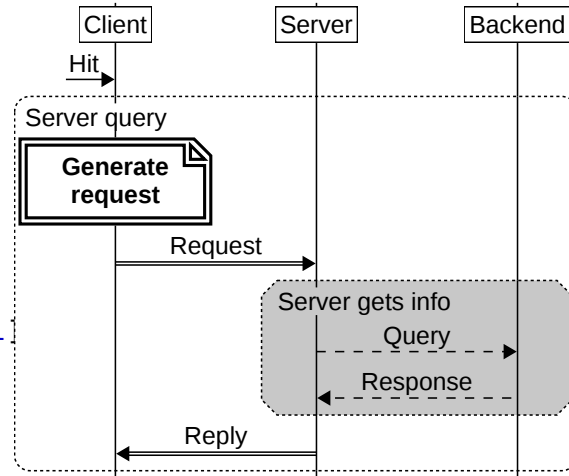 Client Server Backend
Hit
Server query
Generate
request
Request
Server gets info
Query
Response
Reply